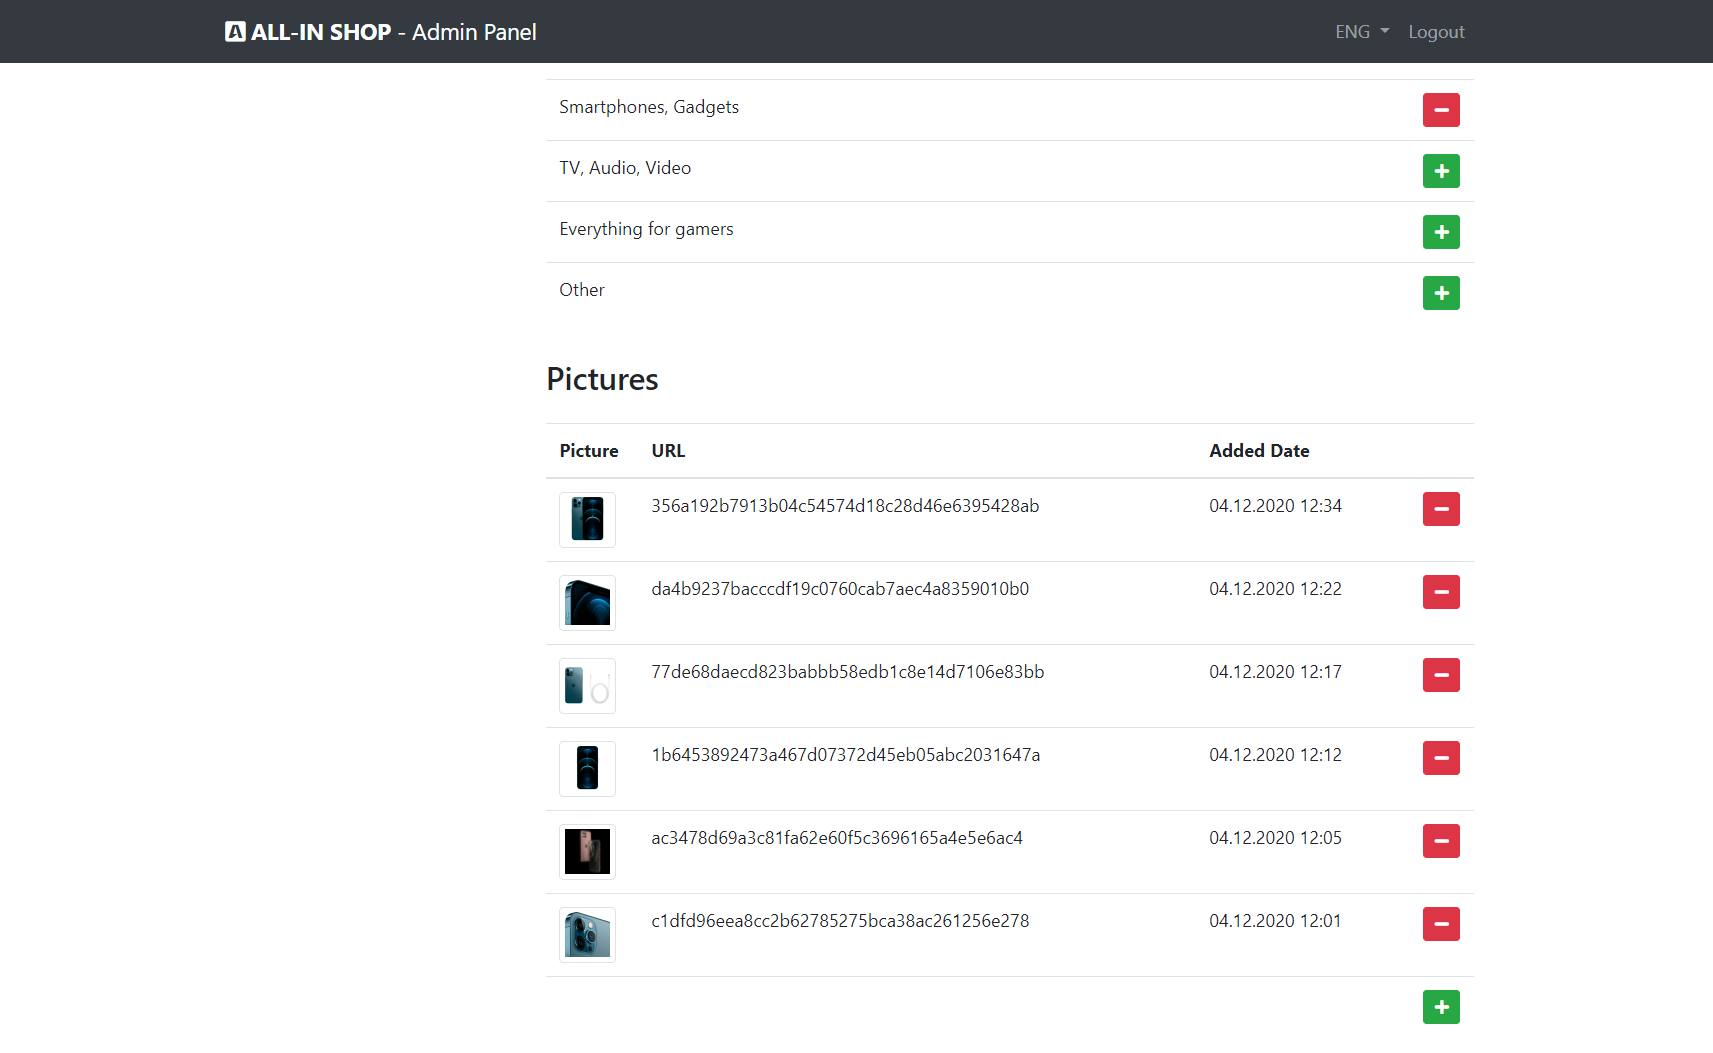 A ALL-IN SHOP - Admin Panel ENG Logout
Smartphones, Gadgets
TV, Audio, Video
Everything for gamers
Other
Pictures
Picture URL Added Date
356a192b7913b04c54574d18c28d46e6395428ab 04.12.2020 12:34
da4b9237bacccdf19c0760cab7aec4a8359010b0 04.12.2020 12:22
77de68daecd823babbb58edb1c8e14d7106e83bb 04.12.2020 12:17
1b6453892473a467d07372d45eb05abc2031647a 04.12.2020 12:12
ac3478d69a3c81fa62e60f5c3696165a4e5e6ac4 04.12.2020 12:05
c1dfd96eea8cc2b62785275bca38ac261256e278 04.12.2020 12:01